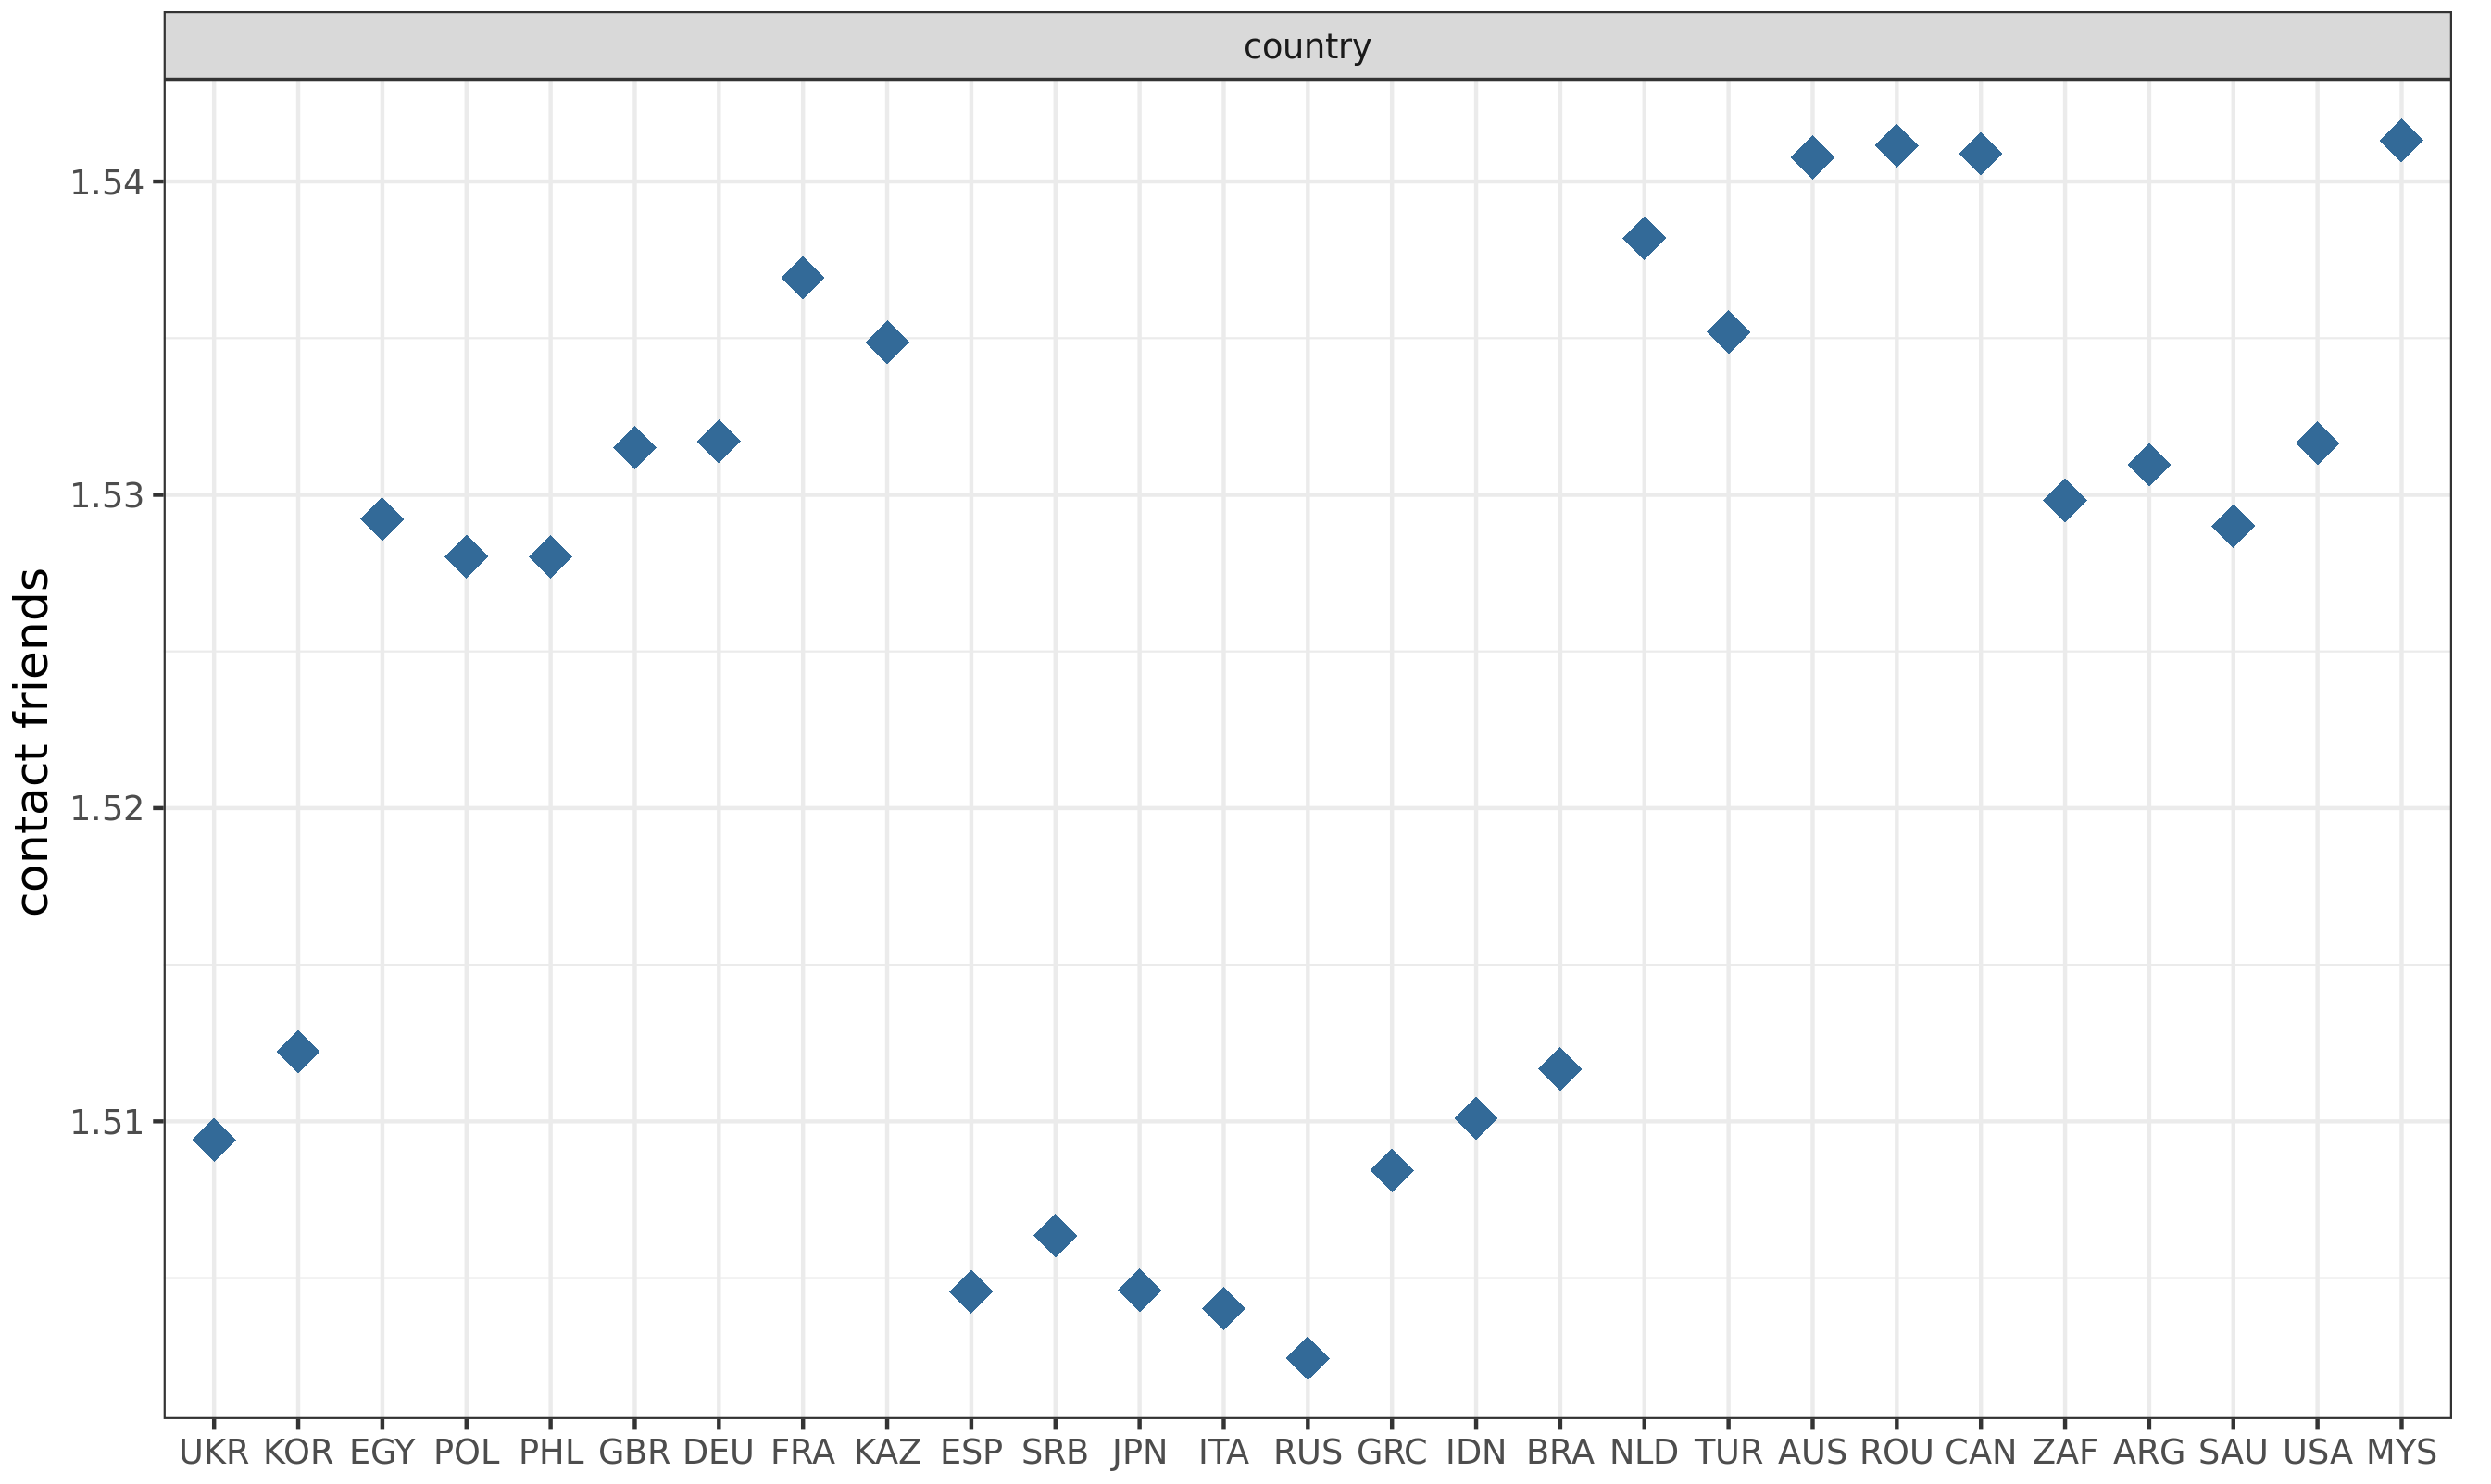 country
contact friends
1.54
1.53
1.52
1.51
UKR KOR EGY POL PHL GBR DEU FRA KAZ ESP SRB JPN ITA RUS GRC IDN BRA NLD TUR AUS ROU CAN ZAF ARG SAU USA MYS